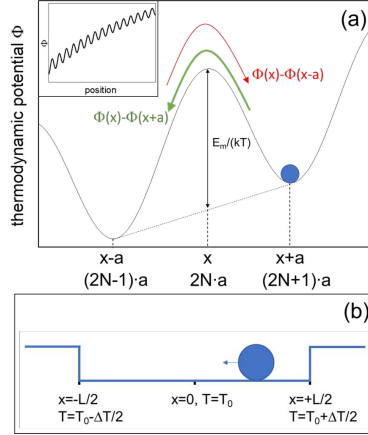 (a)
Φ
position
thermodynamic potential Φ
Φ(x)-Φ(x-a)
Φ(x)-Φ(x+a)
E_m/(kT)
x-a x x+a
(2N-1)·a 2N·a (2N+1)·a
(b)
x=-L/2 x=0, T=T₀ x=+L/2
T=T₀-ΔT/2 T=T₀+ΔT/2